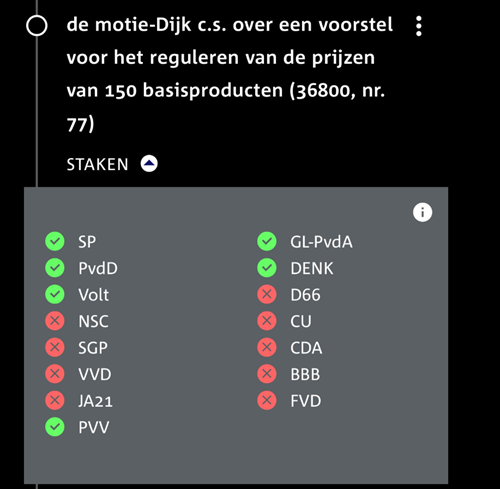 de motie-Dijk c.s. over een voorstel
voor het reguleren van de prijzen
van 150 basisproducten (36800, nr.
77)
STAKEN
SP
PvdD
Volt
NSC
SGP
VVD
JA21
PVV
GL-PvdA
DENK
D66
CU
CDA
BBB
FVD